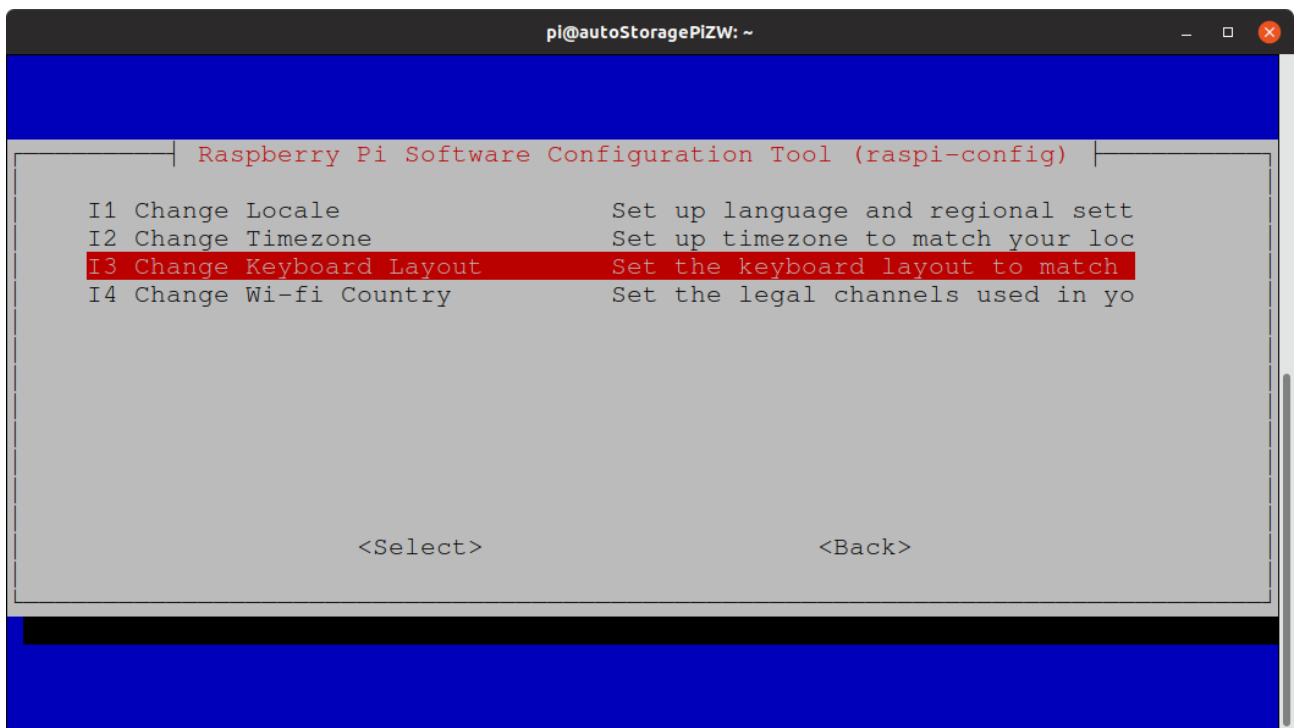 pi@autoStoragePiZW: ~
Raspberry Pi Software Configuration Tool (raspi-config)
I1 Change Locale Set up language and regional sett
I2 Change Timezone Set up timezone to match your loc
I3 Change Keyboard Layout Set the keyboard layout to match
I4 Change Wi-fi Country Set the legal channels used in yo
<Select> <Back>